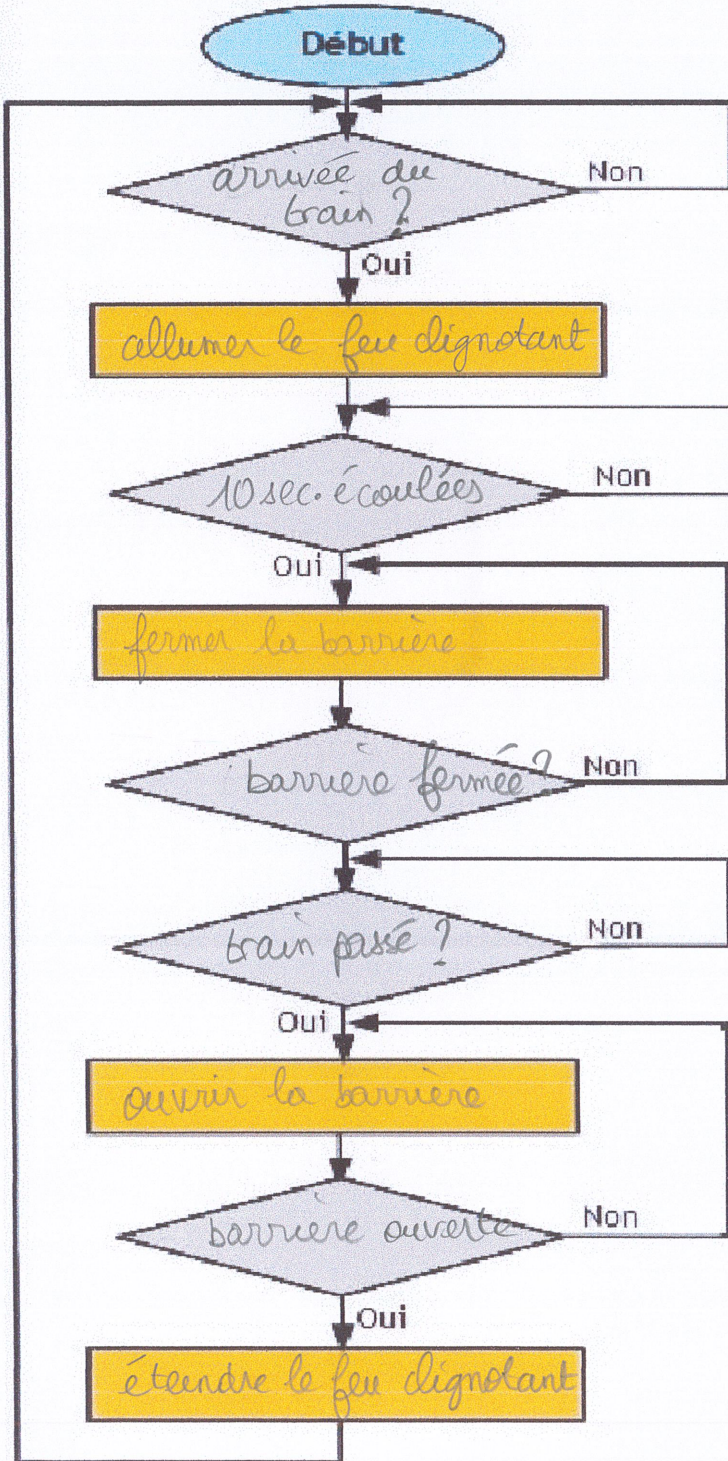 Début
arrivée du
train ?
Non
Oui
allumer le feu clignotant
10 sec. écoulées
Non
Oui
fermer la barrière
barrière fermée ?
Non
train passé ?
Non
Oui
ouvrir la barrière
barrière ouverte
Non
Oui
éteindre le feu clignotant